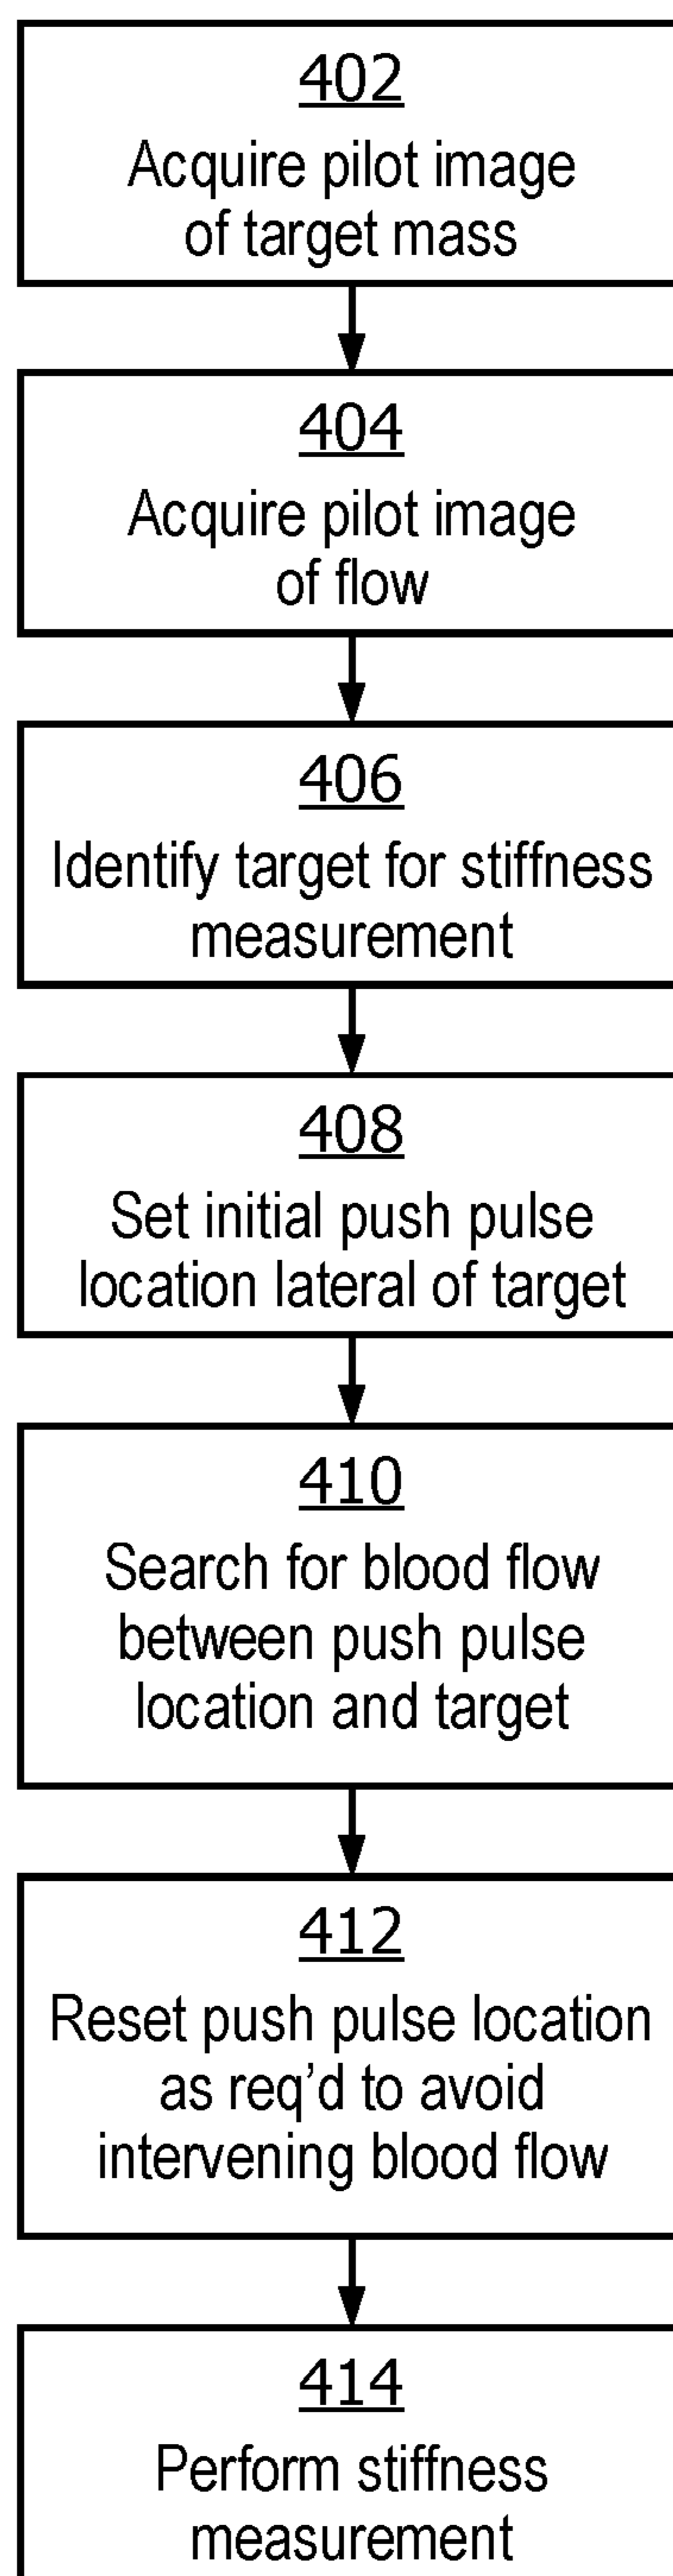 402
Acquire pilot image
of target mass
404
Acquire pilot image
of flow
406
Identify target for stiffness
measurement
408
Set initial push pulse
location lateral of target
410
Search for blood flow
between push pulse
location and target
412
Reset push pulse location
as req’d to avoid
intervening blood flow
414
Perform stiffness
measurement